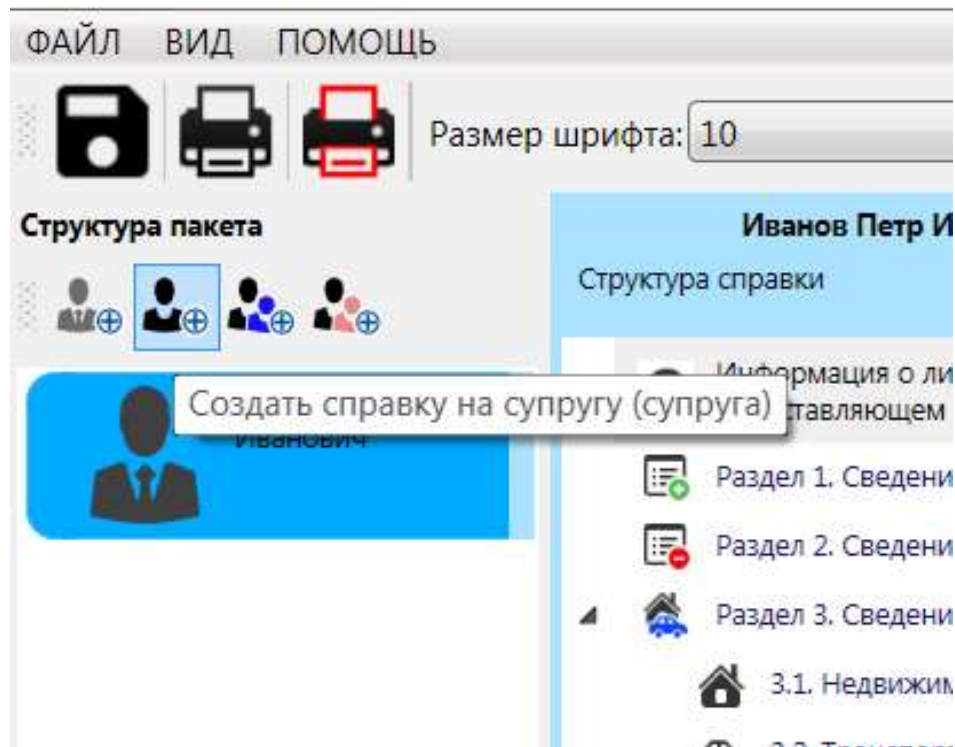 ФАЙЛ ВИД ПОМОЩЬ
Размер шрифта: 10
Структура пакета
Иванов Петр И
Структура справки
Создать справку на супругу (супруга)
Иванович
Информация о ли
ставляющем
Раздел 1. Сведени
Раздел 2. Сведени
Раздел 3. Сведени
3.1. Недвижим